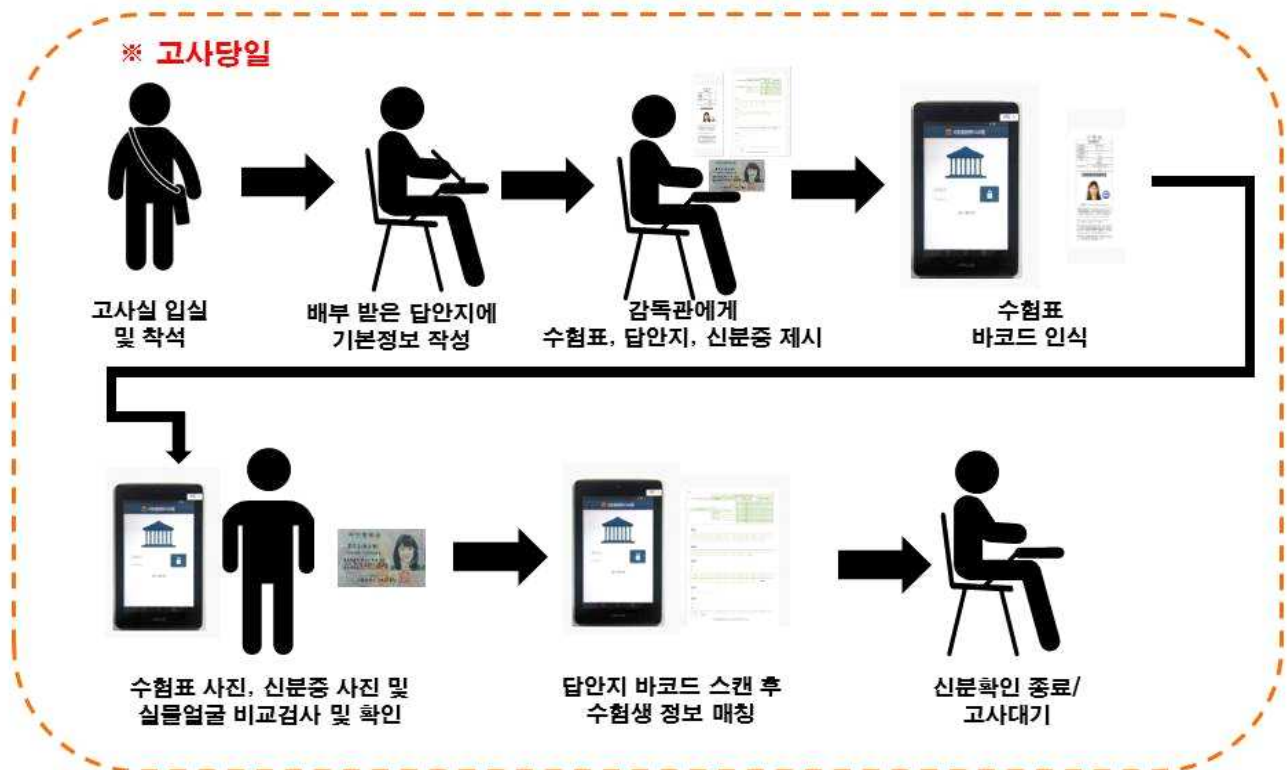 ※ 고사당일
고사실 입실
및 착석
배부 받은 답안지에
기본정보 작성
감독관에게
수험표, 답안지, 신분증 제시
수험표
바코드 인식
수험표 사진, 신분증 사진 및
실물얼굴 비교검사 및 확인
답안지 바코드 스캔 후
수험생 정보 매칭
신분확인 종료/
고사대기